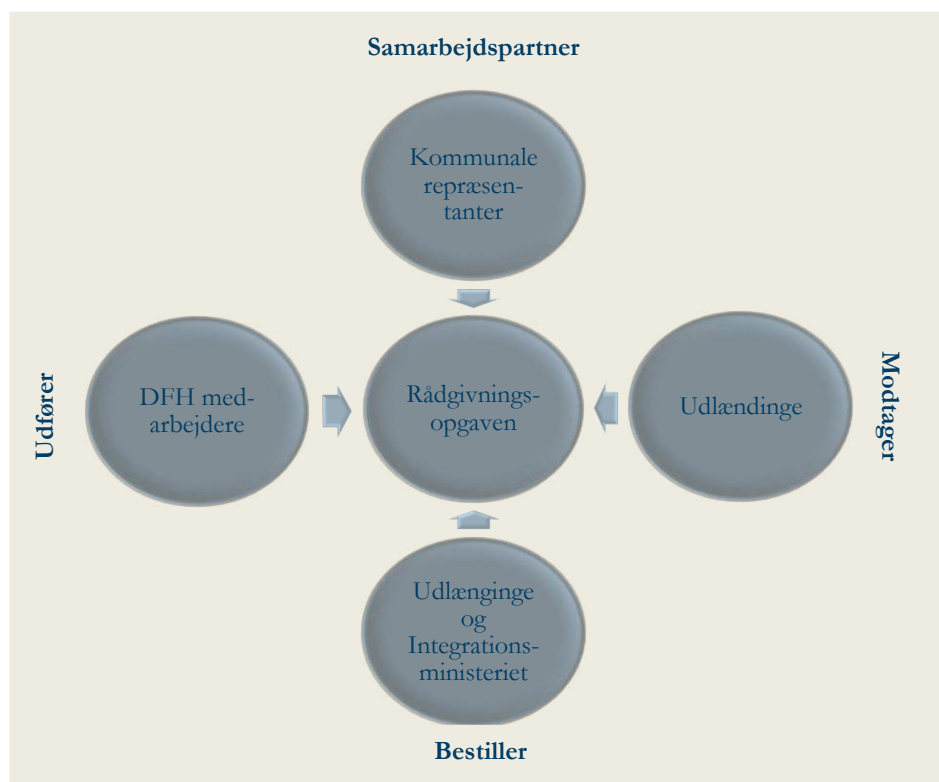 Samarbejdspartner
Kommunale
repræsen-
tanter
Udfører
DFH med-
arbejdere
Rådgivnings-
opgaven
Udlændinge
Modtager
Udlænginge
og
Integrations-
ministeriet
Bestiller